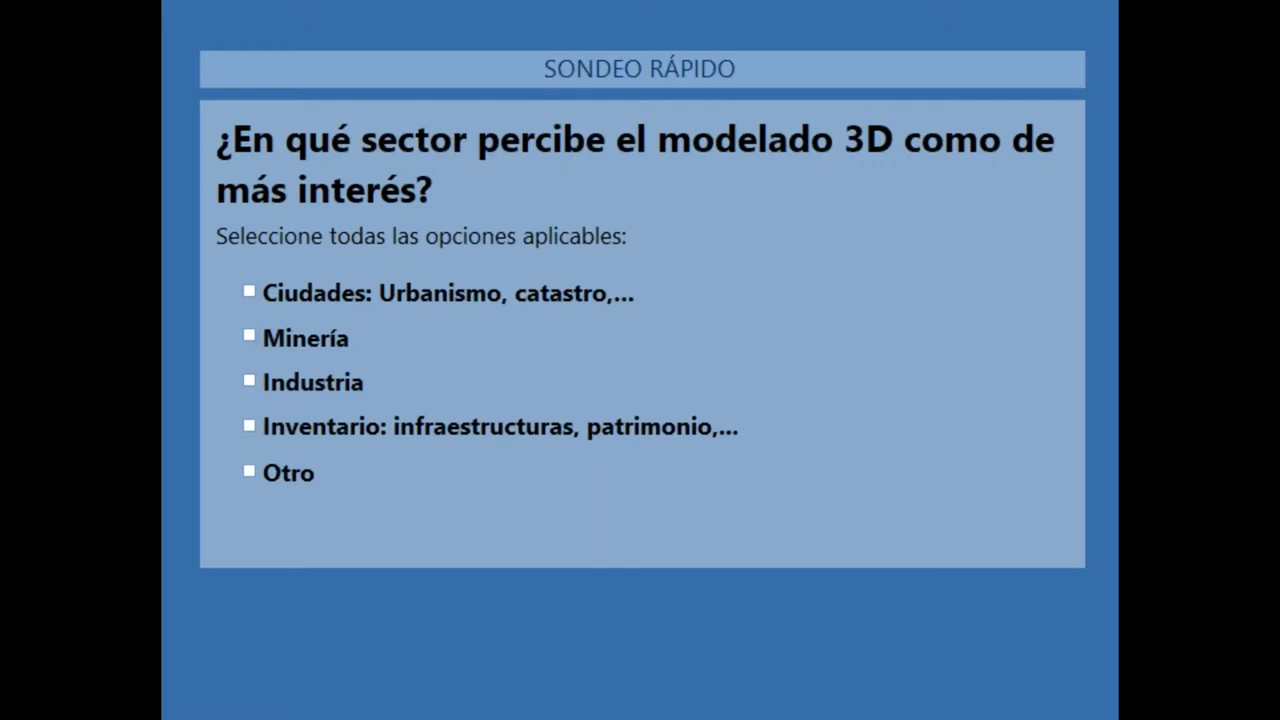 SONDEO RÁPIDO
¿En qué sector percibe el modelado 3D como de
más interés?
Seleccione todas las opciones aplicables:
Ciudades: Urbanismo, catastro,...
Minería
Industria
Inventario: infraestructuras, patrimonio,...
Otro